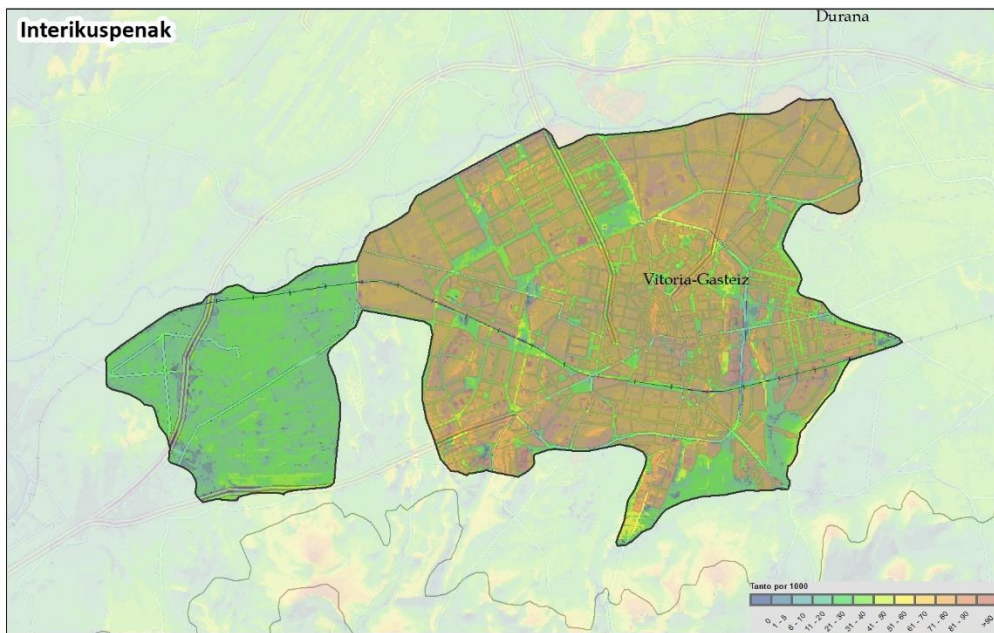 Interikuspenak
Durana
Vitoria-Gasteiz
Tanto por 1000
0
1 - 5
6 - 10
11 - 20
21 - 30
31 - 40
41 - 50
51 - 60
61 - 70
71 - 80
81 - 90
>90